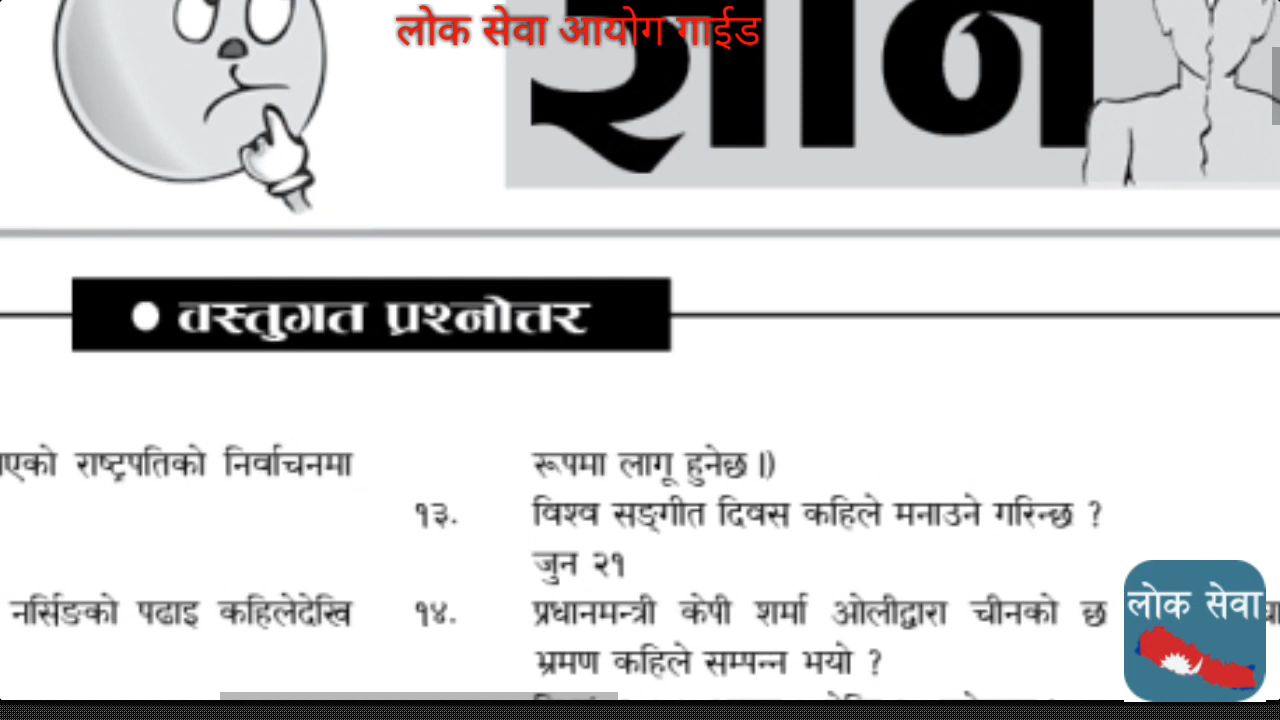 लोक सेवा आयोग गाईड
ज्ञान
● वस्तुगत प्रश्नोत्तर
राष्ट्रपतिको निर्वाचनमा
नर्सिङको पढाइ कहिलेदेखि
रूपमा लागू हुनेछ ।)
१३. विश्व सङ्गीत दिवस कहिले मनाउने गरिन्छ ?
जुन २१
१४. प्रधानमन्त्री केपी शर्मा ओलीद्वारा चीनको छ
भ्रमण कहिले सम्पन्न भयो ?
लोक सेवा